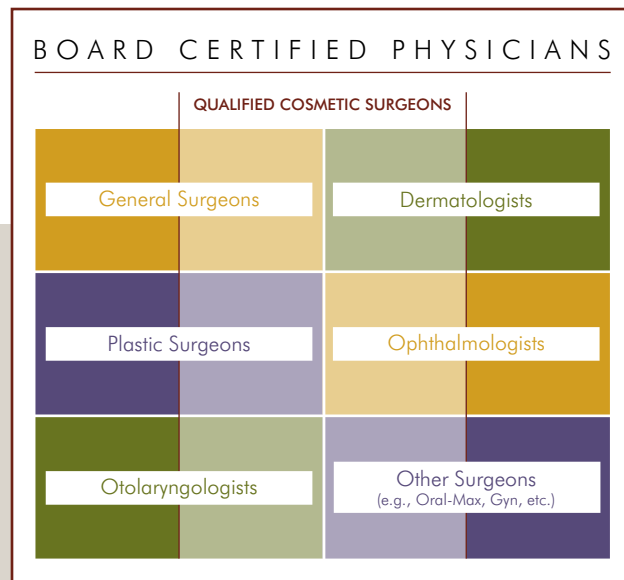 BOARD CERTIFIED PHYSICIANS
QUALIFIED COSMETIC SURGEONS
General Surgeons
Dermatologists
Plastic Surgeons
Ophthalmologists
Otolaryngologists
Other Surgeons
(e.g., Oral-Max, Gyn, etc.)